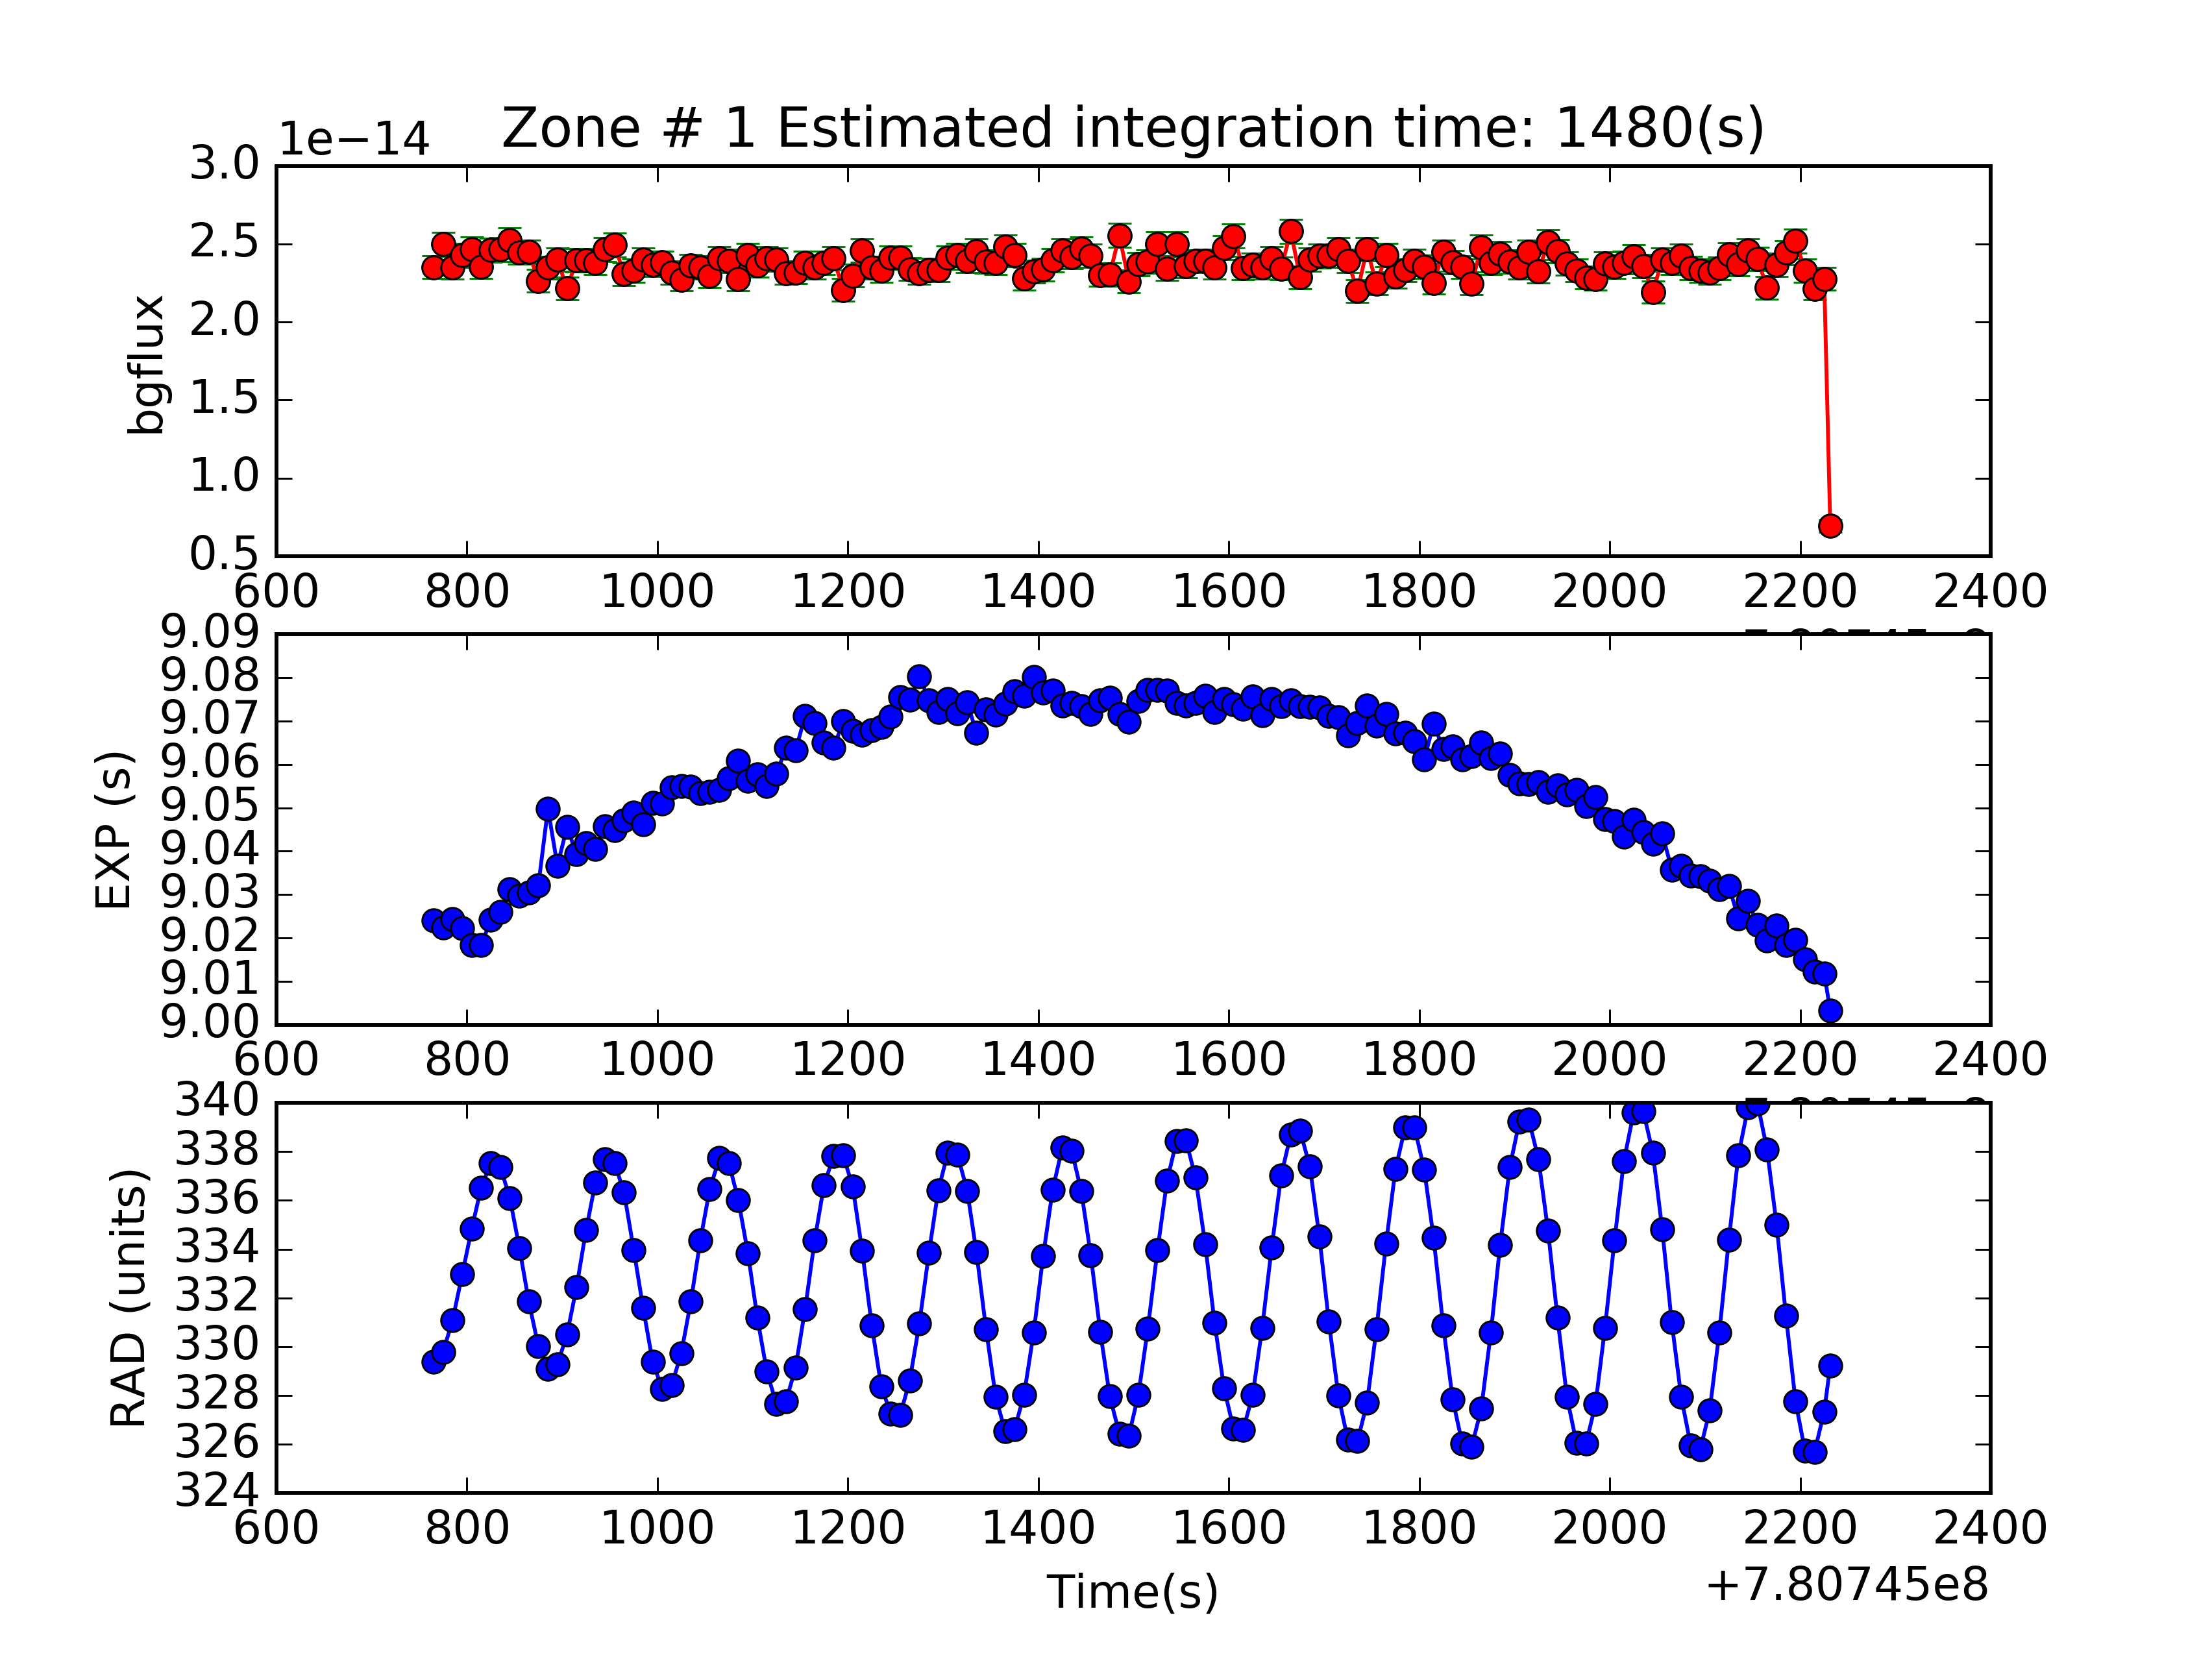 Zone # 1 Estimated integration time: 1480(s)
1e−14
3.0
2.5
2.0
1.5
1.0
0.5
bgflux
600 800 1000 1200 1400 1600 1800 2000 2200 2400
9.09
9.08
9.07
9.06
9.05
9.04
9.03
9.02
9.01
9.00
EXP (s)
600 800 1000 1200 1400 1600 1800 2000 2200 2400
340
338
336
334
332
330
328
326
324
RAD (units)
600 800 1000 1200 1400 1600 1800 2000 2200 2400
+7.80745e8
Time(s)